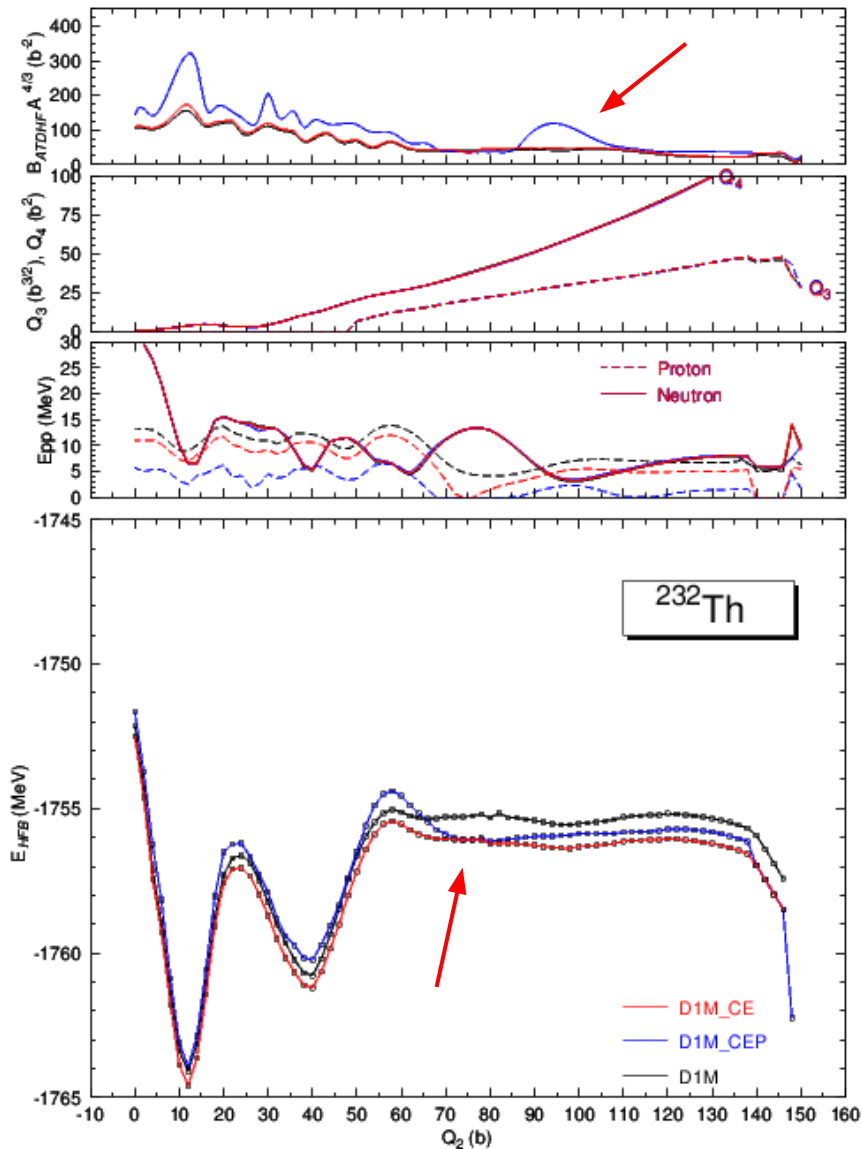 B_ATDHF A^4/3 (b^-2)
400
300
200
100
0
Q_3 (b^3/2), Q_4 (b^2)
100
75
50
25
0
Q_4
Q_3
Epp (MeV)
30
25
20
15
10
5
0
Proton
Neutron
E_HFB (MeV)
-1745
-1750
-1755
-1760
-1765
^232Th
D1M_CE
D1M_CEP
D1M
-10 0 10 20 30 40 50 60 70 80 90 100 110 120 130 140 150 160
Q_2 (b)